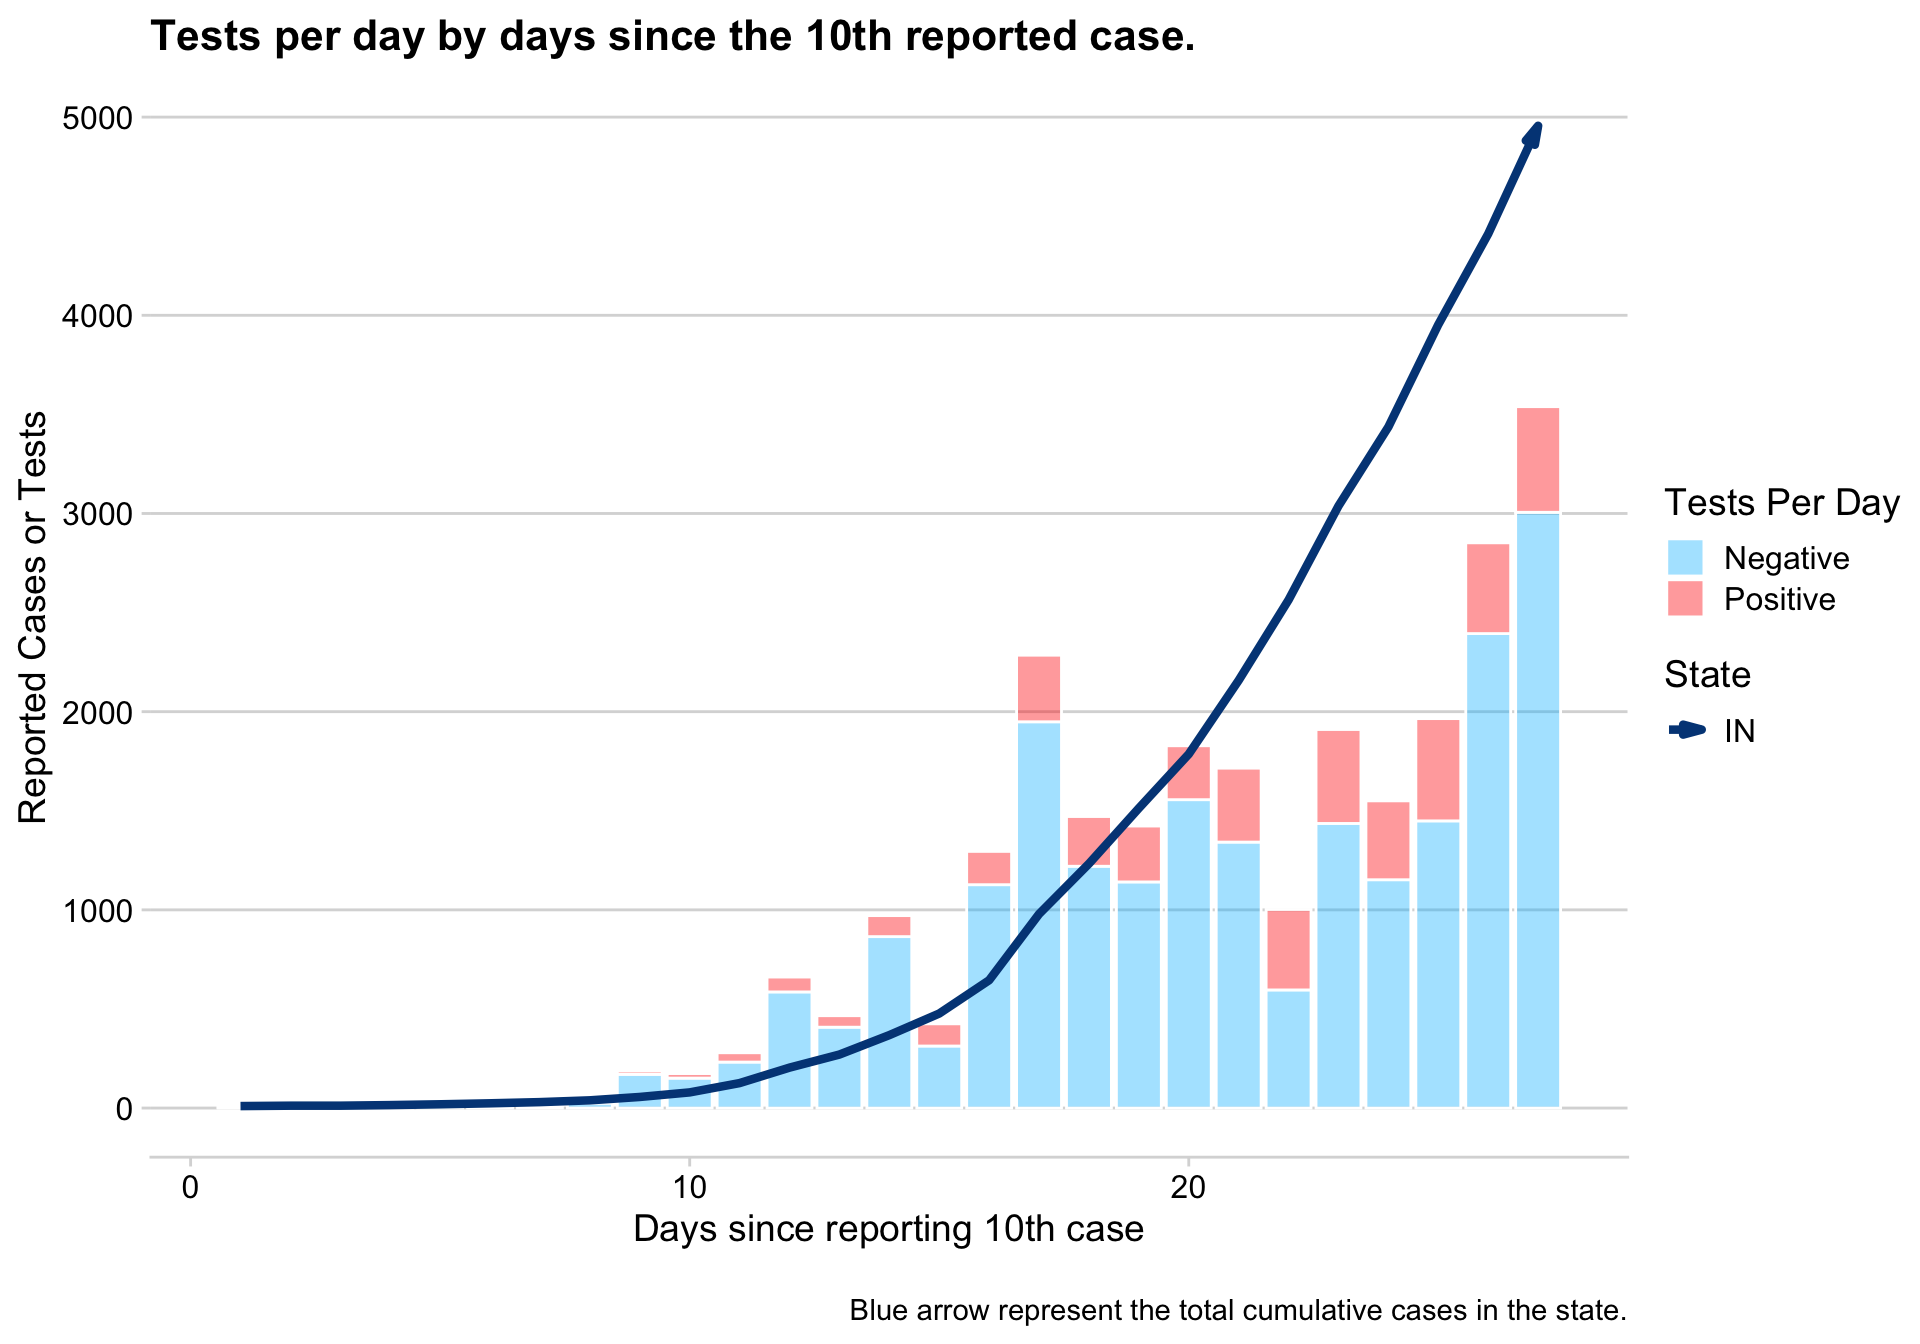 Tests per day by days since the 10th reported case.
5000
4000
3000
2000
1000
0
Reported Cases or Tests
0 10 20
Days since reporting 10th case
Tests Per Day
Negative
Positive
State
IN
Blue arrow represent the total cumulative cases in the state.